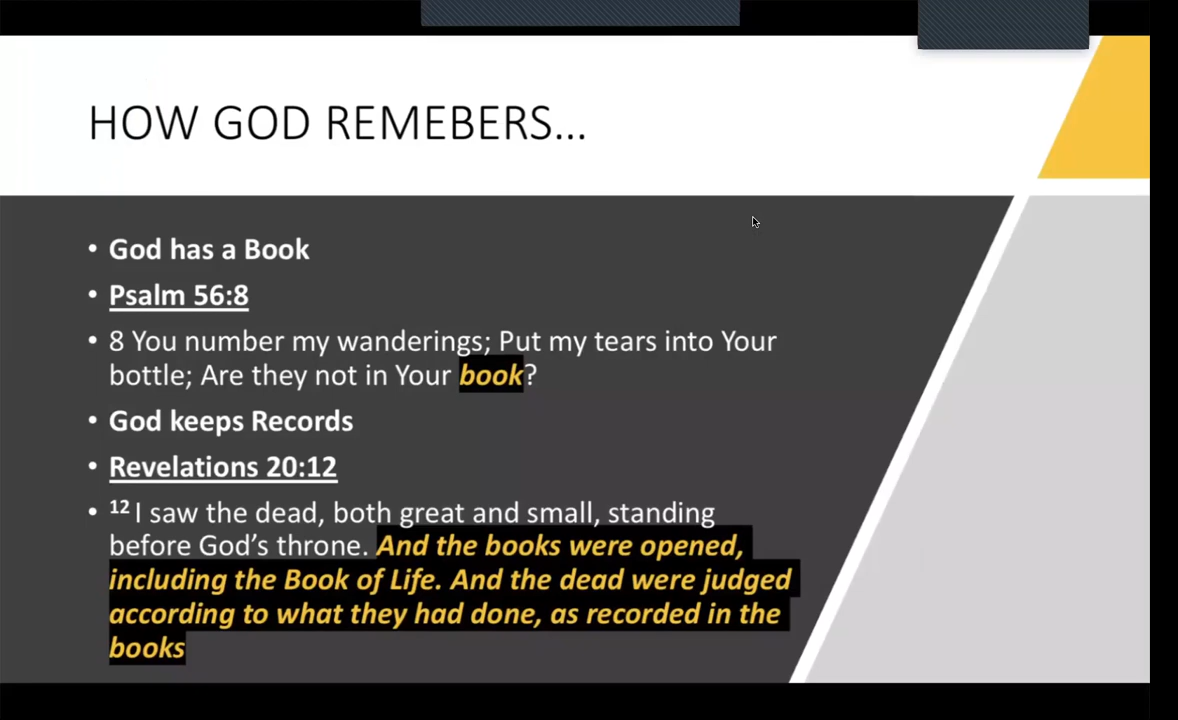 HOW GOD REMEBERS...
• God has a Book
• Psalm 56:8
• 8 You number my wanderings; Put my tears into Your
bottle; Are they not in Your book?
• God keeps Records
• Revelations 20:12
• 12 I saw the dead, both great and small, standing
before God’s throne. And the books were opened,
including the Book of Life. And the dead were judged
according to what they had done, as recorded in the
books